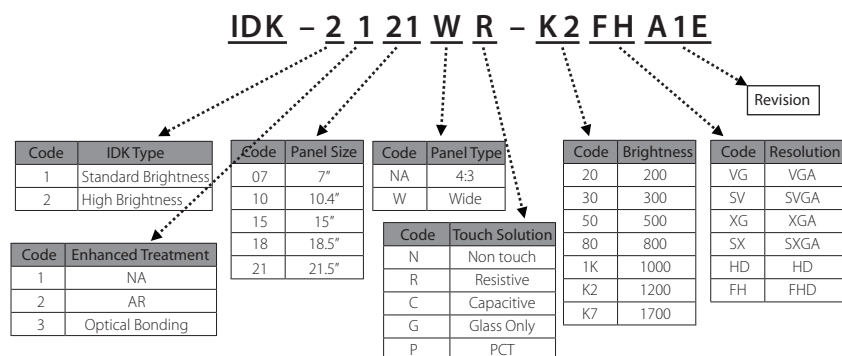 IDK – 2 1 21 W R – K2 FH A1E
Revision
Code IDK Type
1 Standard Brightness
2 High Brightness
Code Enhanced Treatment
1 NA
2 AR
3 Optical Bonding
Code Panel Size
07 7”
10 10.4”
15 15”
18 18.5”
21 21.5”
Code Panel Type
NA 4:3
W Wide
Code Touch Solution
N Non touch
R Resistive
C Capacitive
G Glass Only
P PCT
Code Brightness
20 200
30 300
50 500
80 800
1K 1000
K2 1200
K7 1700
Code Resolution
VG VGA
SV SVGA
XG XGA
SX SXGA
HD HD
FH FHD